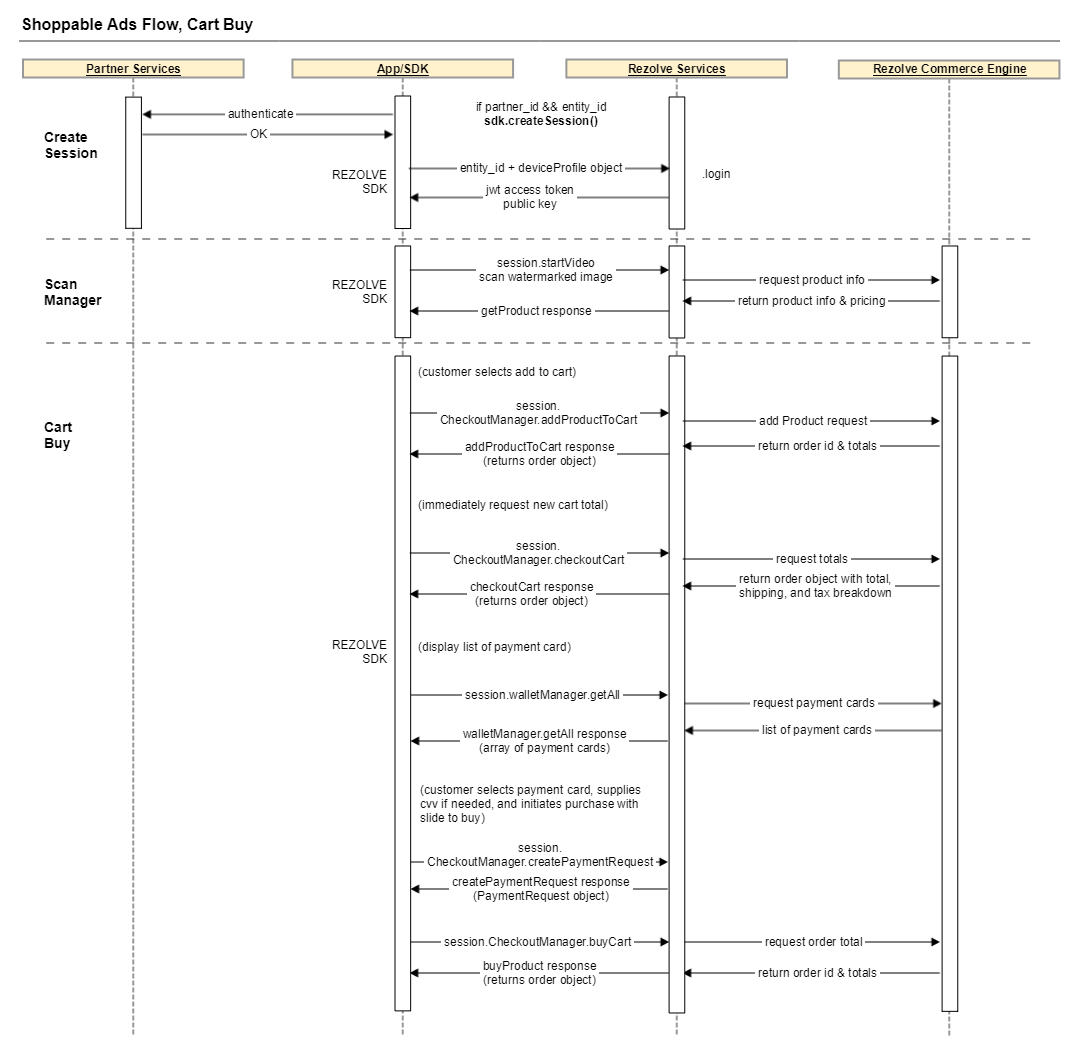 Shoppable Ads Flow, Cart Buy
Partner Services
App/SDK
Rezolve Services
Rezolve Commerce Engine
Create
Session
authenticate
OK
if partner_id && entity_id
sdk.createSession()
REZOLVE
SDK
entity_id + deviceProfile object
.login
jwt access token
public key
Scan
Manager
REZOLVE
SDK
session.startVideo
scan watermarked image
request product info
return product info & pricing
getProduct response
Cart
Buy
(customer selects add to cart)
session.
CheckoutManager.addProductToCart
add Product request
return order id & totals
addProductToCart response
(returns order object)
(immediately request new cart total)
session.
CheckoutManager.checkoutCart
request totals
return order object with total,
shipping, and tax breakdown
checkoutCart response
(returns order object)
REZOLVE
SDK
(display list of payment card)
session.walletManager.getAll
request payment cards
list of payment cards
walletManager.getAll response
(array of payment cards)
(customer selects payment card, supplies
cvv if needed, and initiates purchase with
slide to buy)
session.
CheckoutManager.createPaymentRequest
createPaymentRequest response
(PaymentRequest object)
session.CheckoutManager.buyCart
request order total
buyProduct response
(returns order object)
return order id & totals